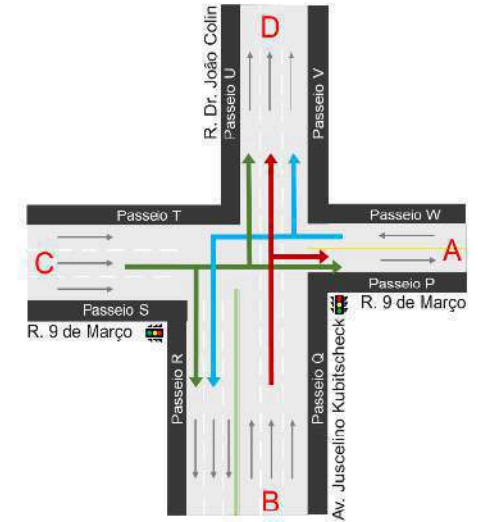 D
R. Dr. João Colin
Passeio U
Passeio V
Passeio T
Passeio W
C
A
Passeio S
Passeio P
R. 9 de Março
R. 9 de Março
Passeio R
Passeio Q
Av. Juscelino Kubitscheck
B